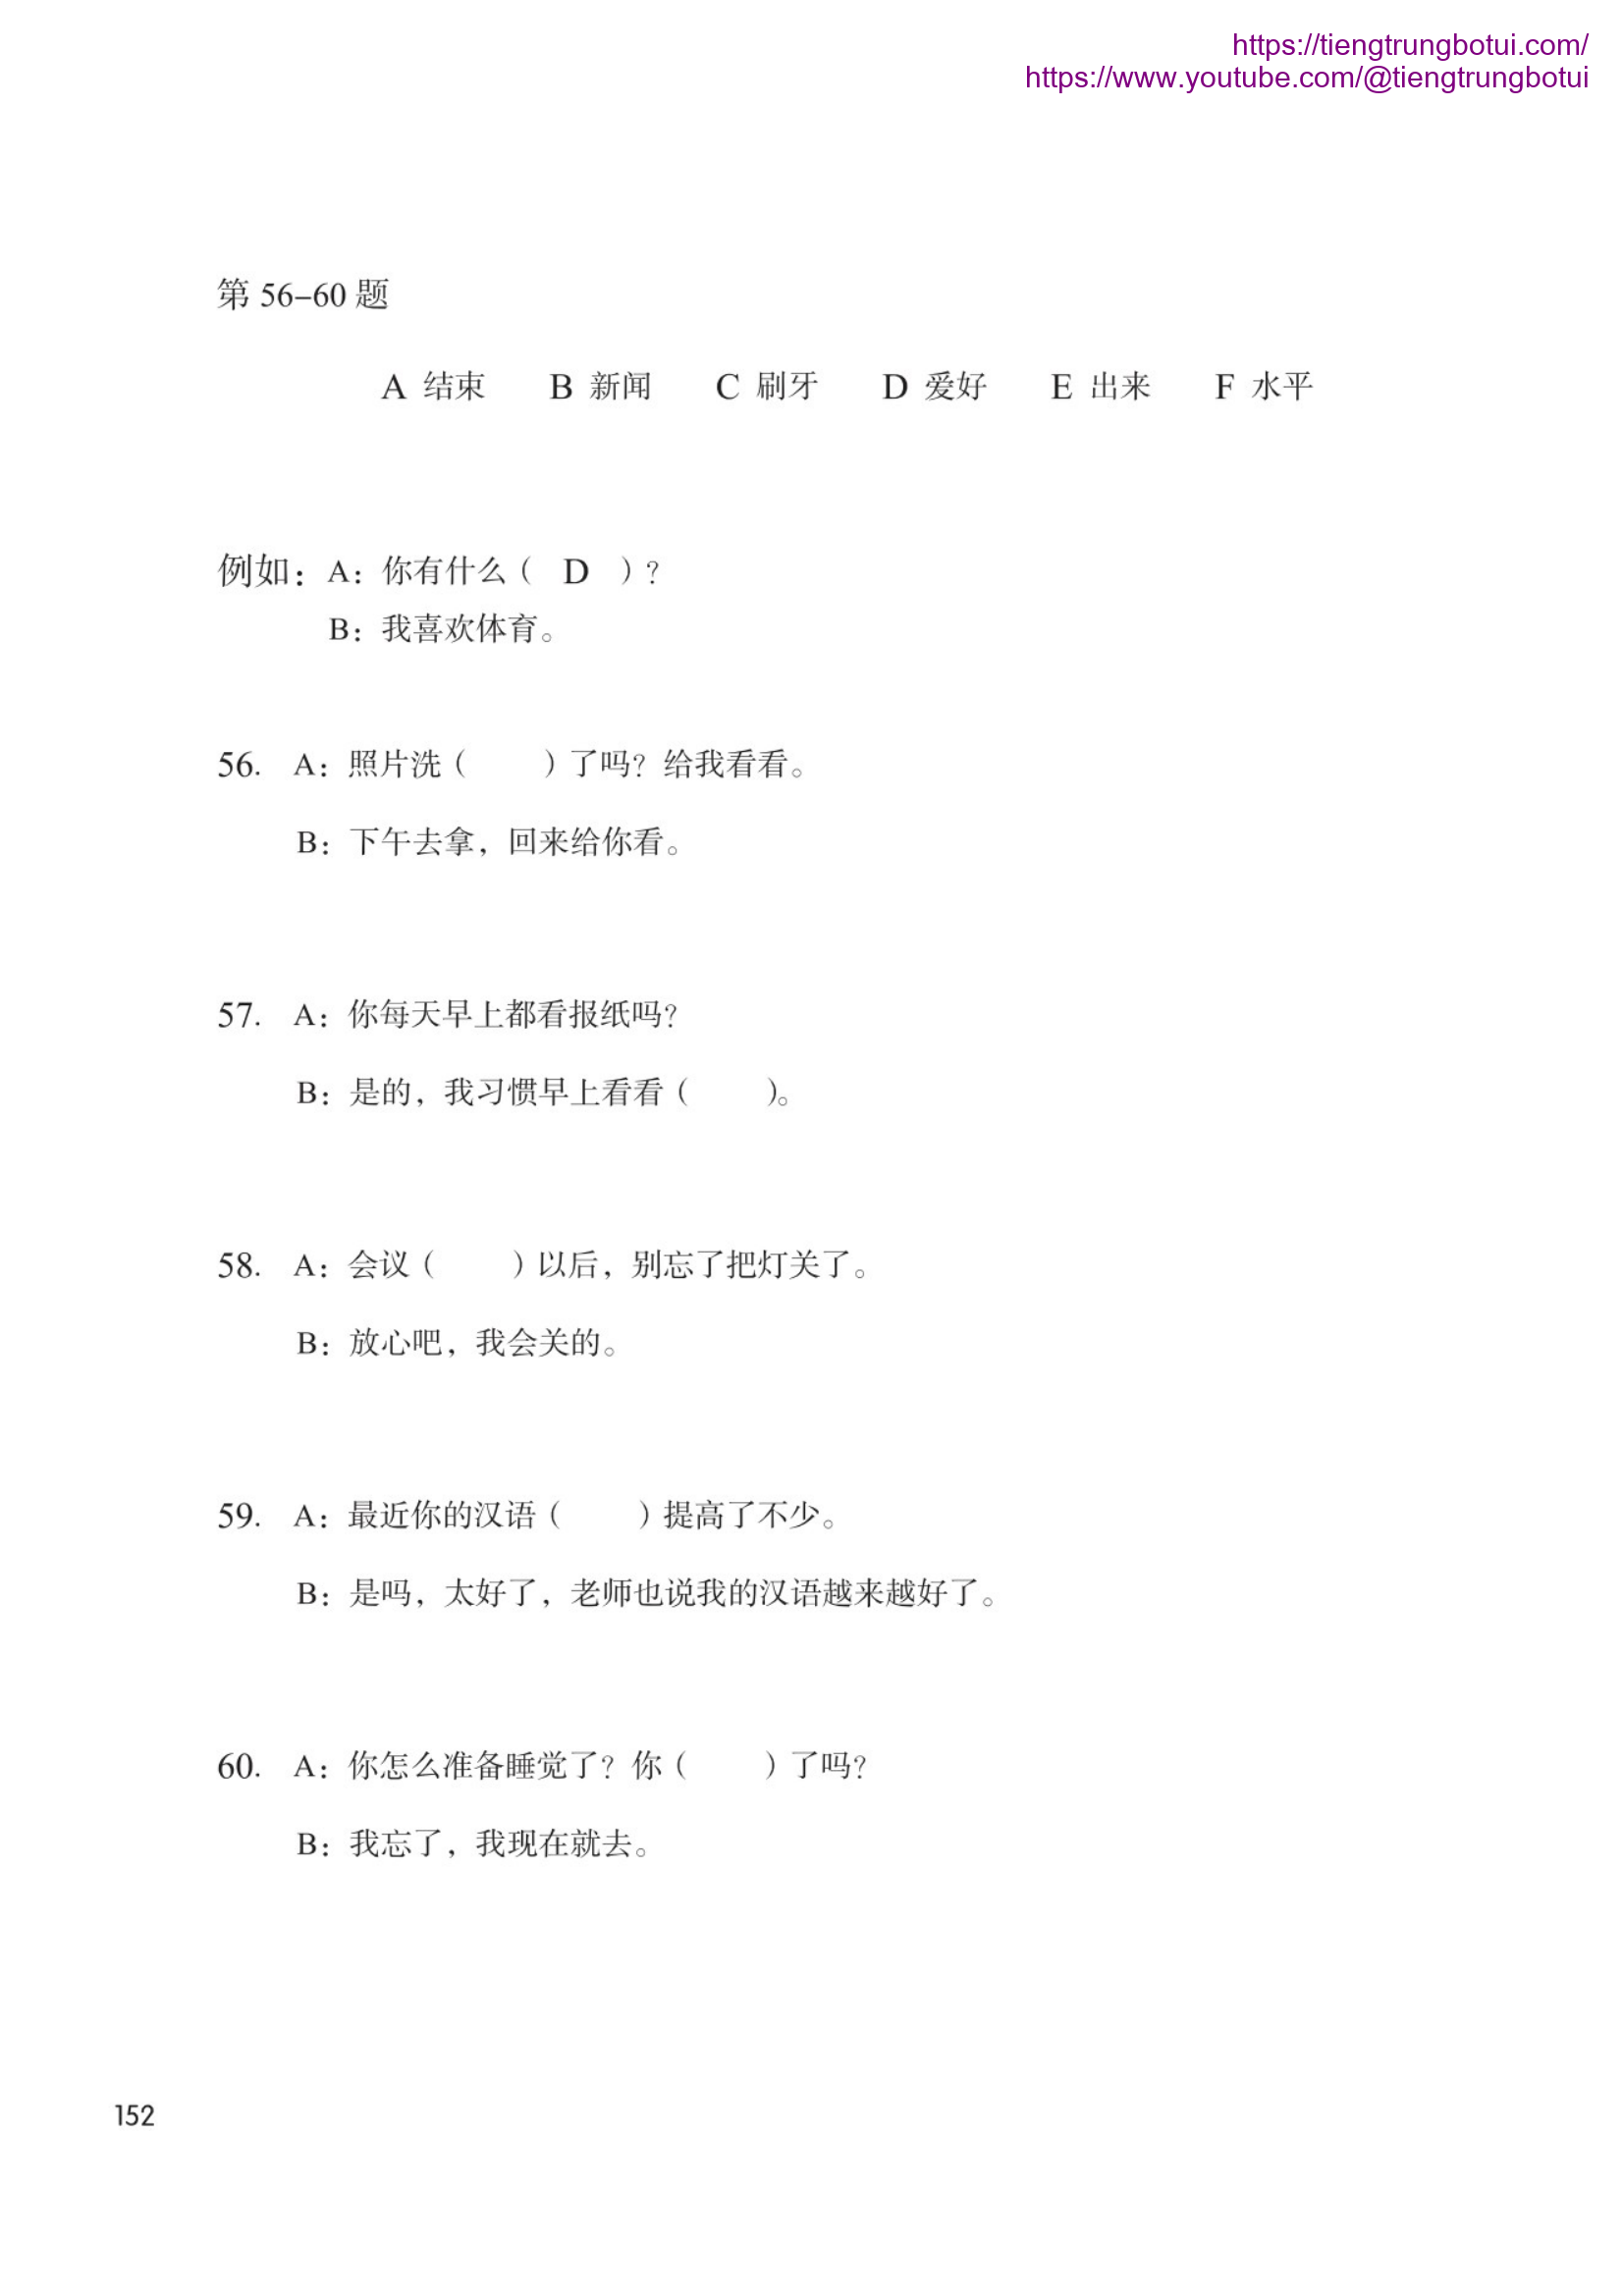 https://tiengtrungbotui.com/
https://www.youtube.com/@tiengtrungbotui
第 56–60 题
A 结束 B 新闻 C 刷牙 D 爱好 E 出来 F 水平
例如：A：你有什么（ D ）？
B：我喜欢体育。
56. A：照片洗（ ）了吗？给我看看。
B：下午去拿，回来给你看。
57. A：你每天早上都看报纸吗？
B：是的，我习惯早上看看（ ）。
58. A：会议（ ）以后，别忘了把灯关了。
B：放心吧，我会关的。
59. A：最近你的汉语（ ）提高了不少。
B：是吗，太好了，老师也说我的汉语越来越好了。
60. A：你怎么准备睡觉了？你（ ）了吗？
B：我忘了，我现在就去。
152